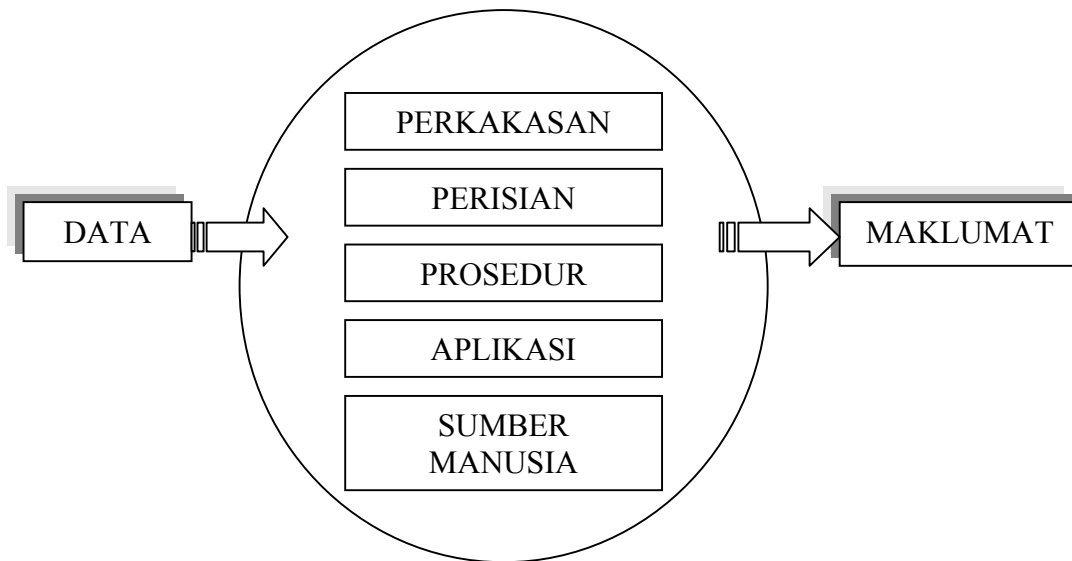 DATA
PERKAKASAN
PERISIAN
PROSEDUR
APLIKASI
SUMBER
MANUSIA
MAKLUMAT